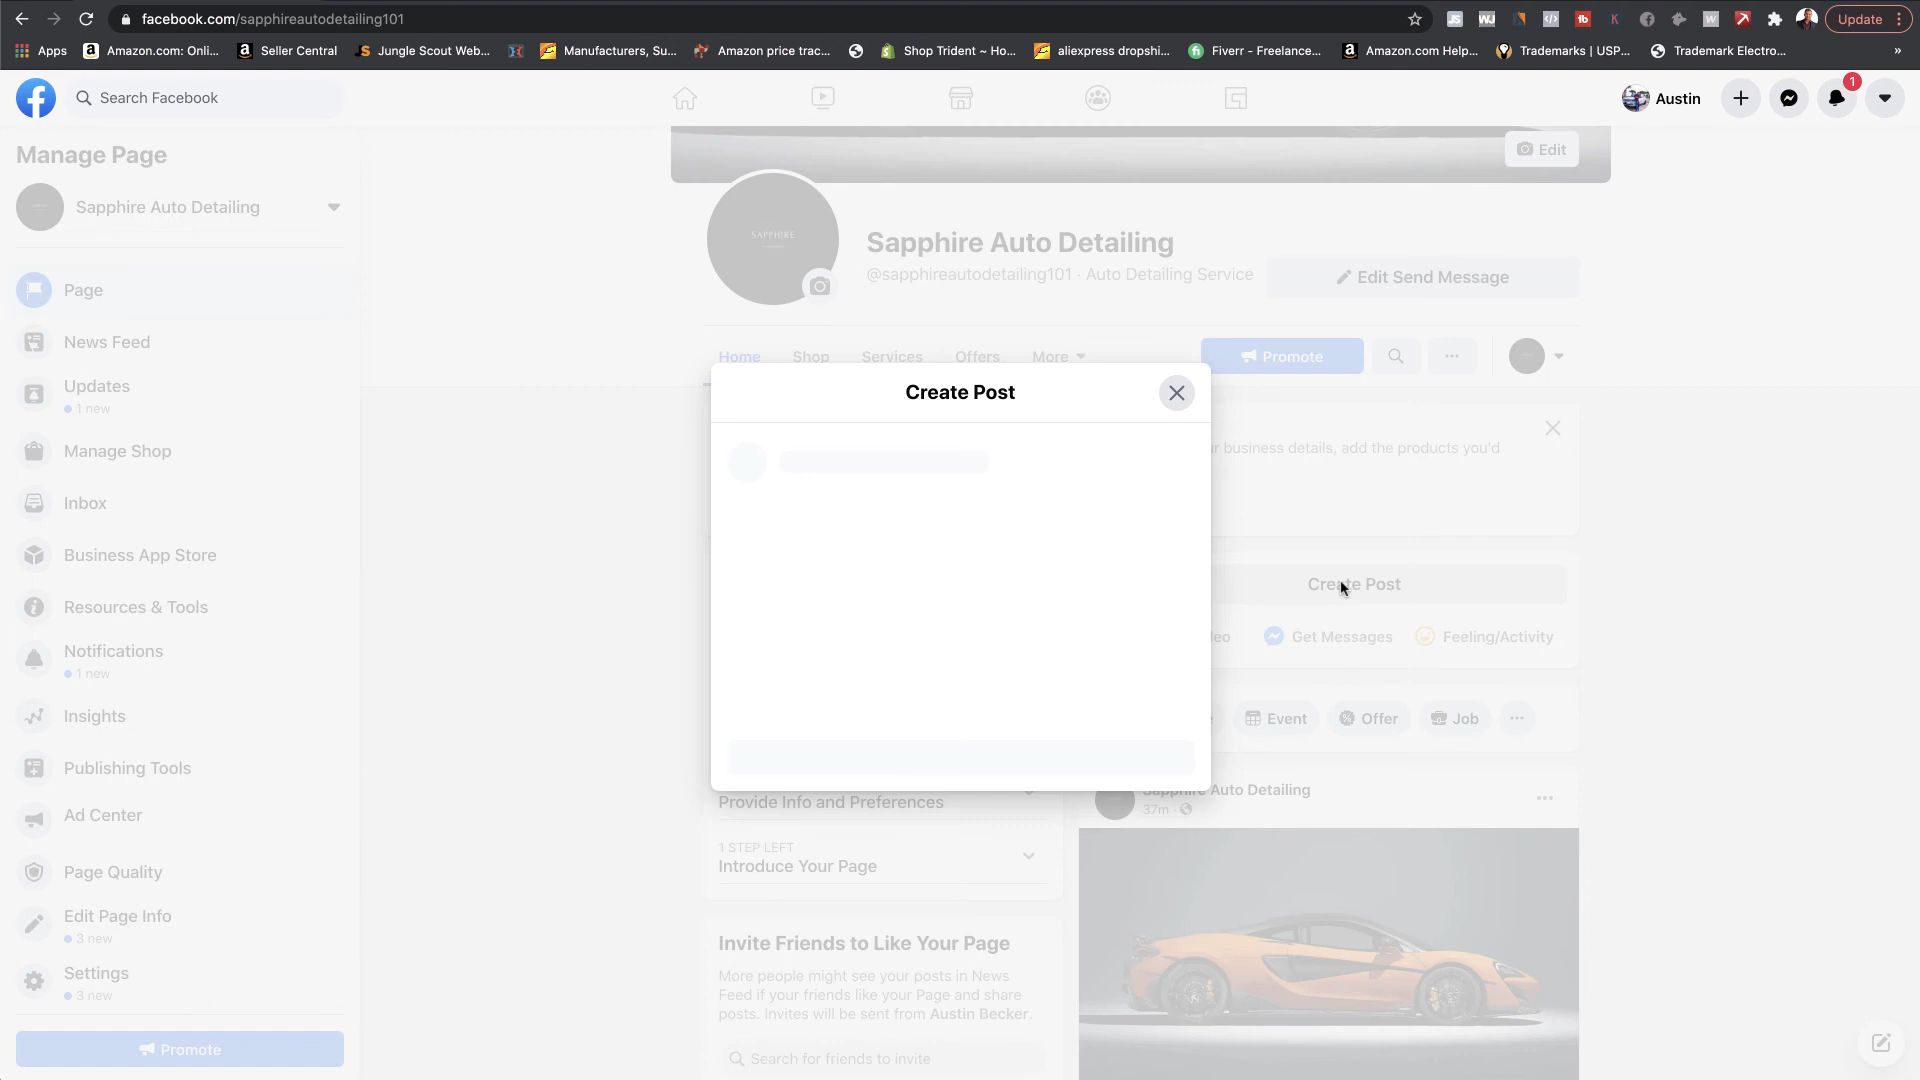 facebook.com/sapphireautodetailing101
Update
Apps
Amazon.com: Onli...
Seller Central
Jungle Scout Web...
Manufacturers, Su...
Amazon price trac...
Shop Trident ~ Ho...
aliexpress dropshi...
Fiverr - Freelance...
Amazon.com Help...
Trademarks | USP...
Trademark Electro...
»
Search Facebook
Austin
1
Manage Page
Sapphire Auto Detailing
Page
News Feed
Updates
1 new
Manage Shop
Inbox
Business App Store
Resources & Tools
Notifications
1 new
Insights
Publishing Tools
Ad Center
Page Quality
Edit Page Info
3 new
Settings
3 new
Promote
Edit
SAPPHIRE
Sapphire Auto Detailing
@sapphireautodetailing101 · Auto Detailing Service
Edit Send Message
Home
Shop
Services
Offers
More
Promote
Create Post
r business details, add the products you'd
Create Post
eo
Get Messages
Feeling/Activity
Event
Offer
Job
Provide Info and Preferences
1 STEP LEFT
Introduce Your Page
Invite Friends to Like Your Page
More people might see your posts in News
Feed if your friends like your Page and share
posts. Invites will be sent from Austin Becker.
Search for friends to invite
Sapphire Auto Detailing
37m ·